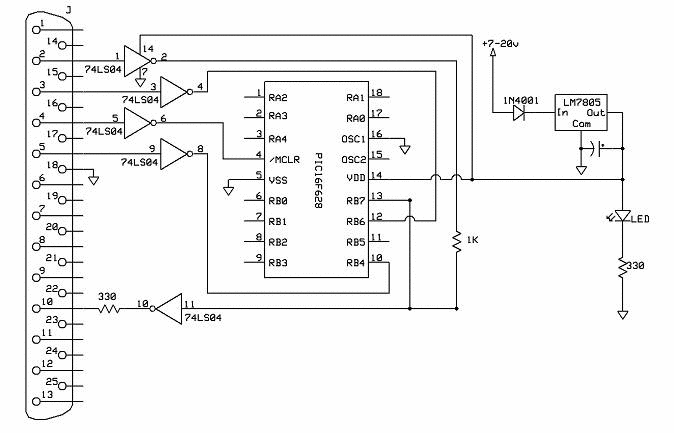 J
1
14
2
15
3
16
4
17
5
18
6
19
7
20
8
21
9
22
10
23
11
24
12
25
13
1
14
7
2
74LS04
3
4
74LS04
5
6
74LS04
9
8
74LS04
330
10
11
74LS04
PIC16F628
1 RA2
2 RA3
3 RA4
4 /MCLR
5 VSS
6 RB0
7 RB1
8 RB2
9 RB3
RA1 18
RA0 17
OSC1 16
OSC2 15
VDD 14
RB7 13
RB6 12
RB5 11
RB4 10
1K
+7-20v
1N4001
LM7805
In Out
Com
+
LED
330